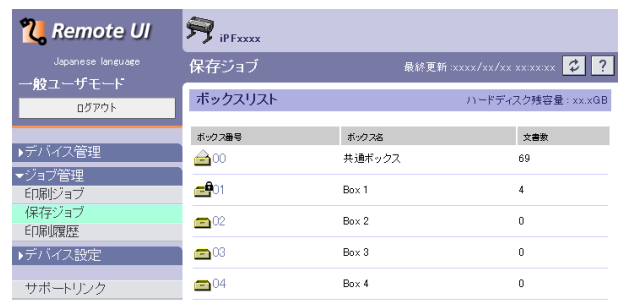 Remote UI
iPFxxxx
Japanese language
一般ユーザモード
ログアウト
保存ジョブ
最終更新:xxxx/xx/xx xx:xx:xx
?
ボックスリスト
ハードディスク残容量:xx.xGB
デバイス管理
ジョブ管理
印刷ジョブ
保存ジョブ
印刷履歴
デバイス設定
サポートリンク
ボックス番号 ボックス名 文書数
00 共通ボックス 69
01 Box 1 4
02 Box 2 0
03 Box 3 0
04 Box 4 0